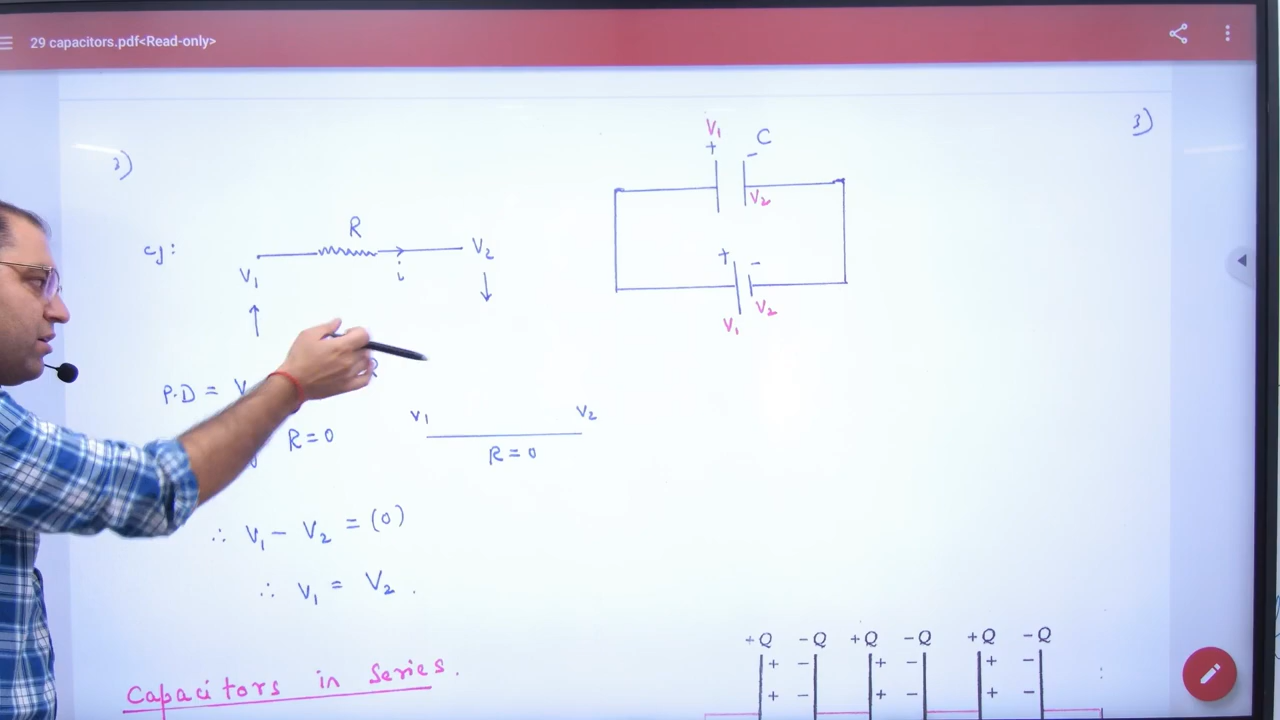 29 capacitors.pdf<Read-only>
3)
V₁
+
C
-
V₂
R
eg:
V₁
i
V₂
+
-
V₁
V₂
P.D = V
R
R = 0
V₁
V₂
R = 0
∴ V₁ - V₂ = (0)
∴ V₁ = V₂ .
Capacitors in Series.
+Q -Q +Q -Q +Q -Q
+ - + - + -
+ - + - + -